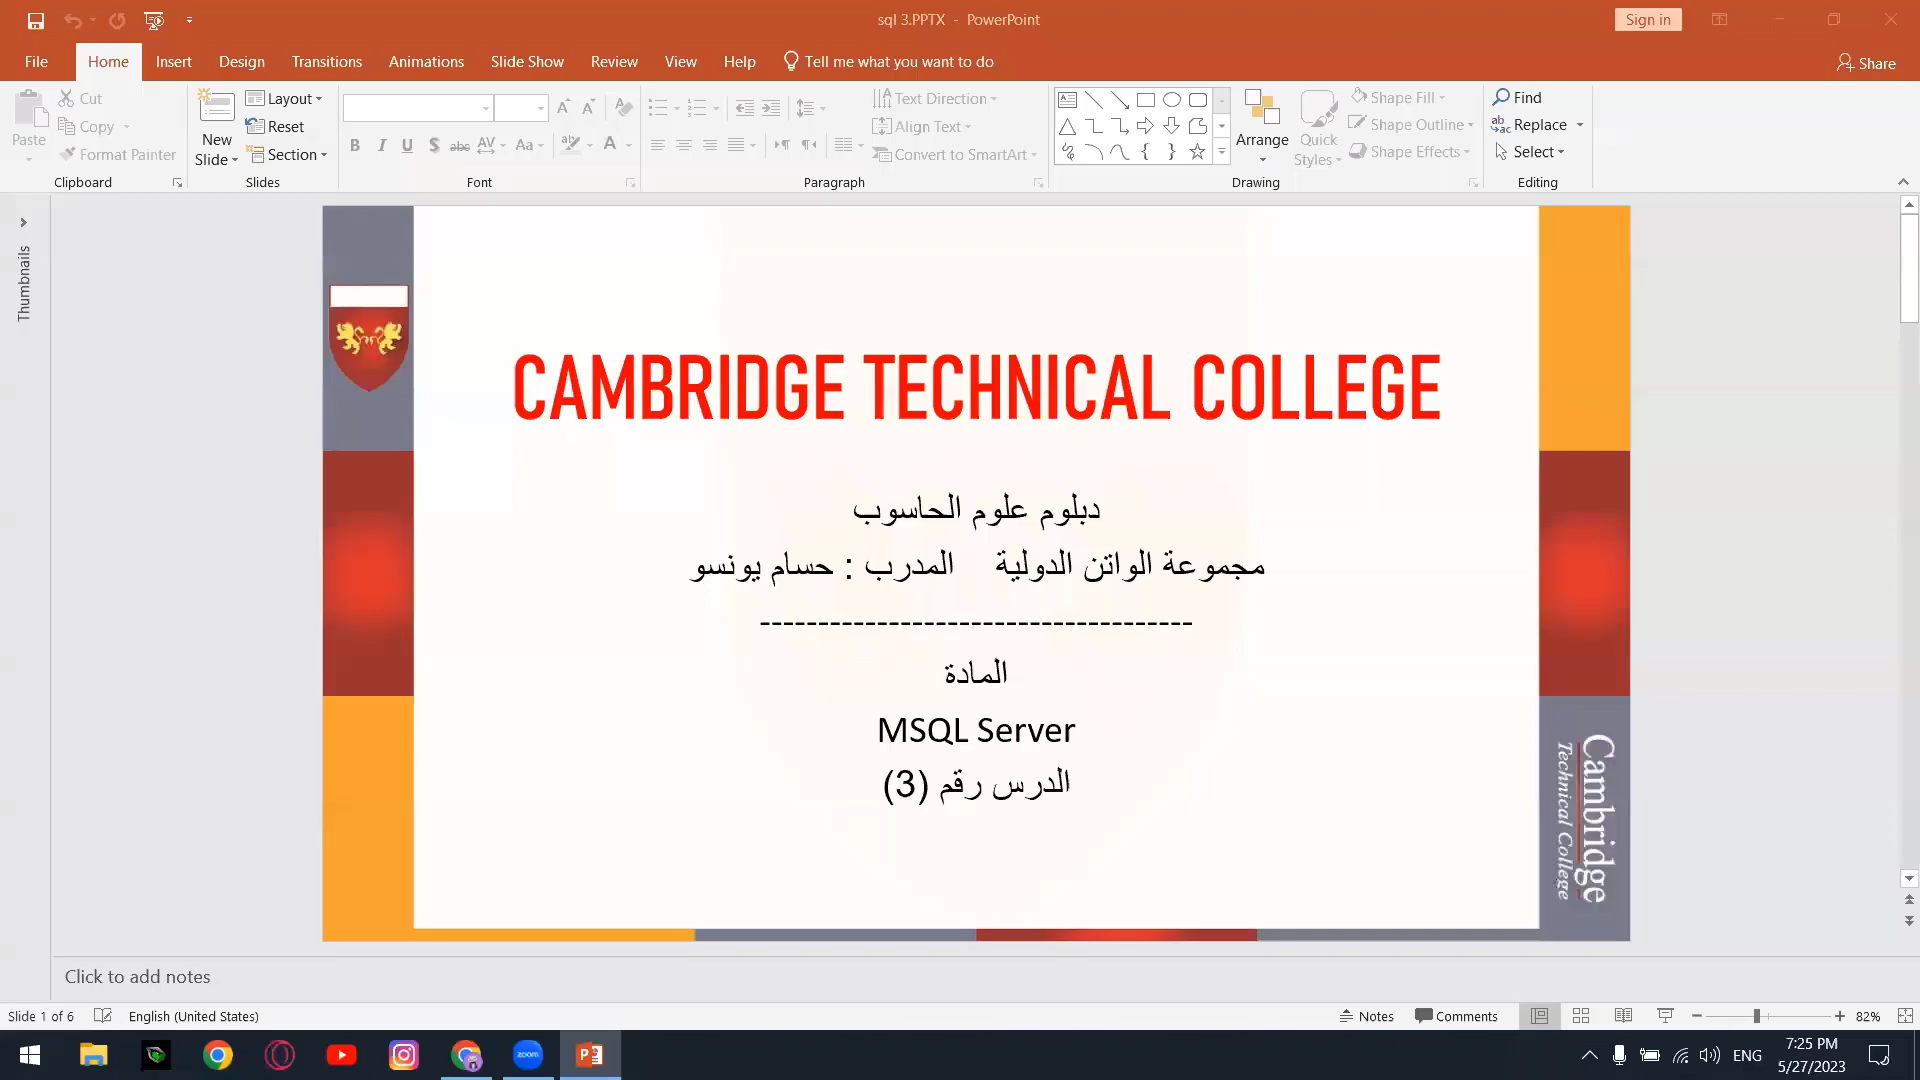 sql 3.PPTX - PowerPoint
Sign in
File Home Insert Design Transitions Animations Slide Show Review View Help Tell me what you want to do
Share
Cut
Copy
Format Painter
Paste
Clipboard
New Slide
Layout
Reset
Section
Slides
Font
Text Direction
Align Text
Convert to SmartArt
Paragraph
Arrange
Quick Styles
Shape Fill
Shape Outline
Shape Effects
Drawing
Find
Replace
Select
Editing
Thumbnails
CAMBRIDGE TECHNICAL COLLEGE
دبلوم علوم الحاسوب
مجموعة الواتن الدولية المدرب : حسام يونسو
------------------------------------
المادة
MSQL Server
الدرس رقم (3)
Cambridge
Technical College
Click to add notes
Slide 1 of 6 English (United States)
Notes Comments 82%
zoom
ENG
7:25 PM
5/27/2023